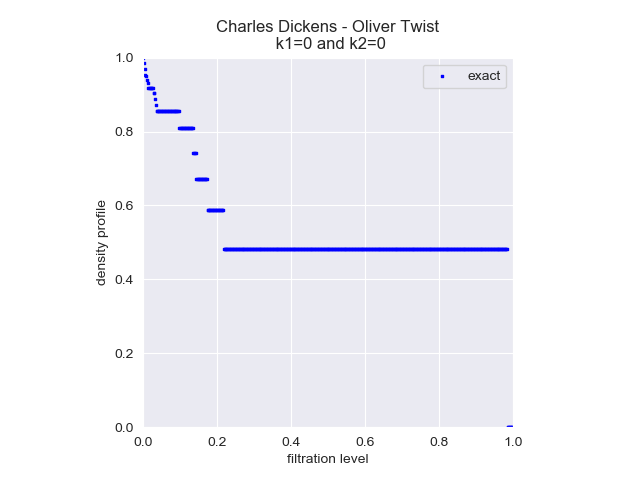 Charles Dickens - Oliver Twist
k1=0 and k2=0
exact
1.0
0.8
0.6
0.4
0.2
0.0
density profile
0.0 0.2 0.4 0.6 0.8 1.0
filtration level